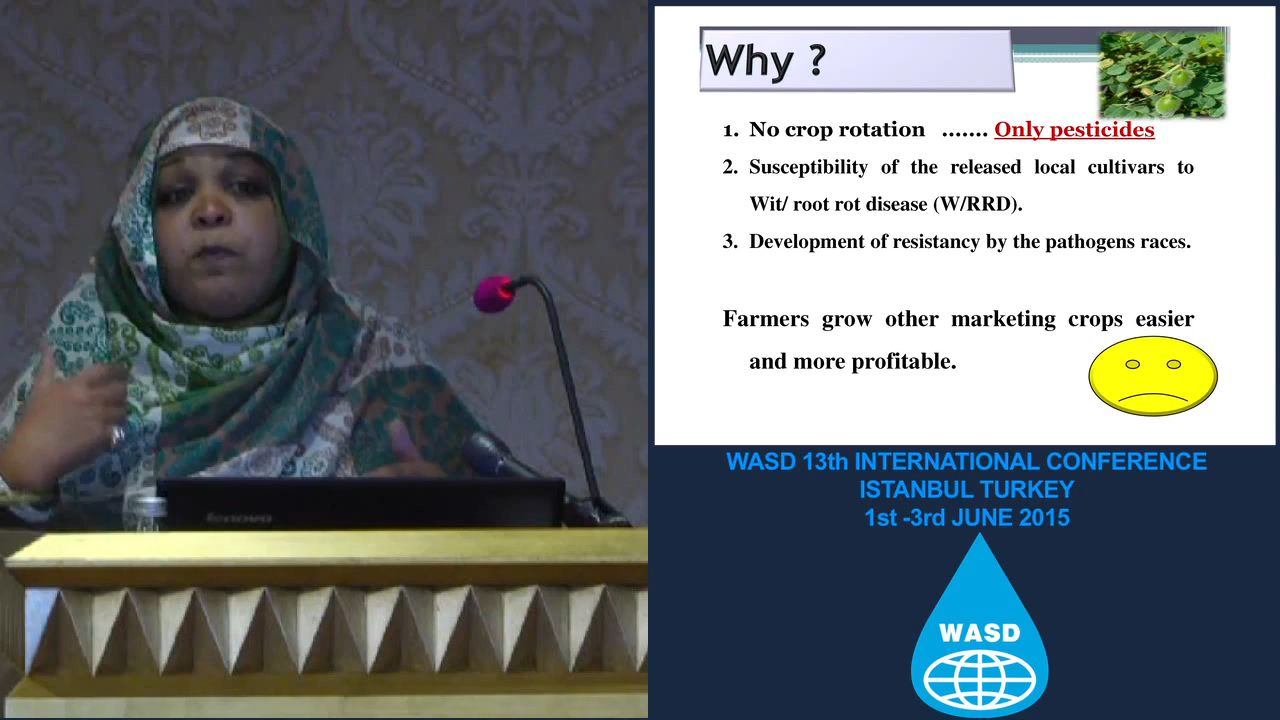 Why ?
1. No crop rotation ....... Only pesticides
2. Susceptibility of the released local cultivars to
Wit/ root rot disease (W/RRD).
3. Development of resistancy by the pathogens races.
Farmers grow other marketing crops easier
and more profitable.
lenovo
WASD 13th INTERNATIONAL CONFERENCE
ISTANBUL TURKEY
1st -3rd JUNE 2015
WASD